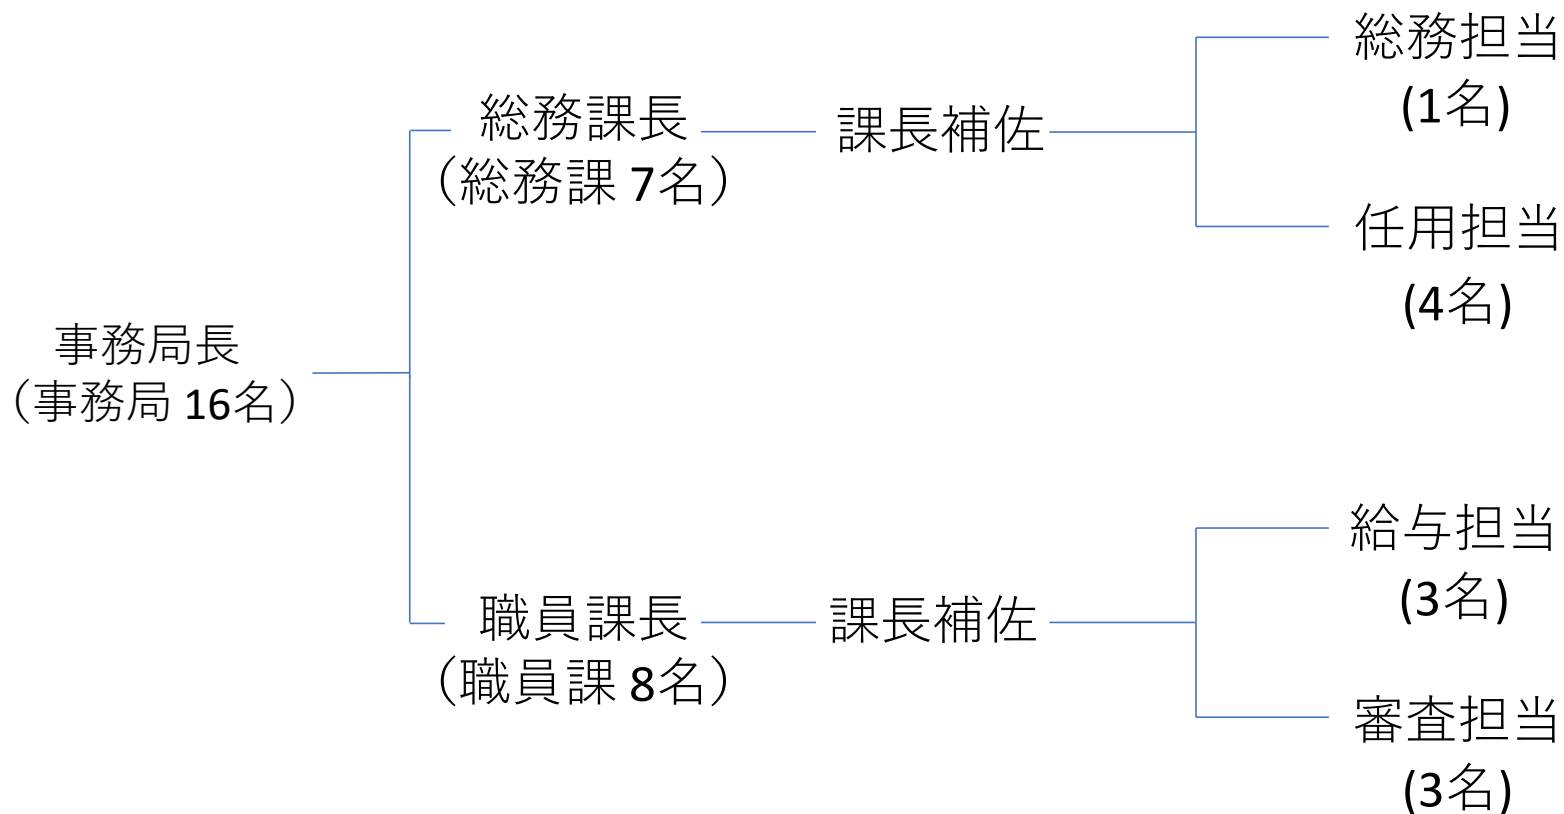 事務局長
（事務局 16名）
総務課長
（総務課 7名）
課長補佐
総務担当
(1名)
任用担当
(4名)
職員課長
（職員課 8名）
課長補佐
給与担当
(3名)
審査担当
(3名)